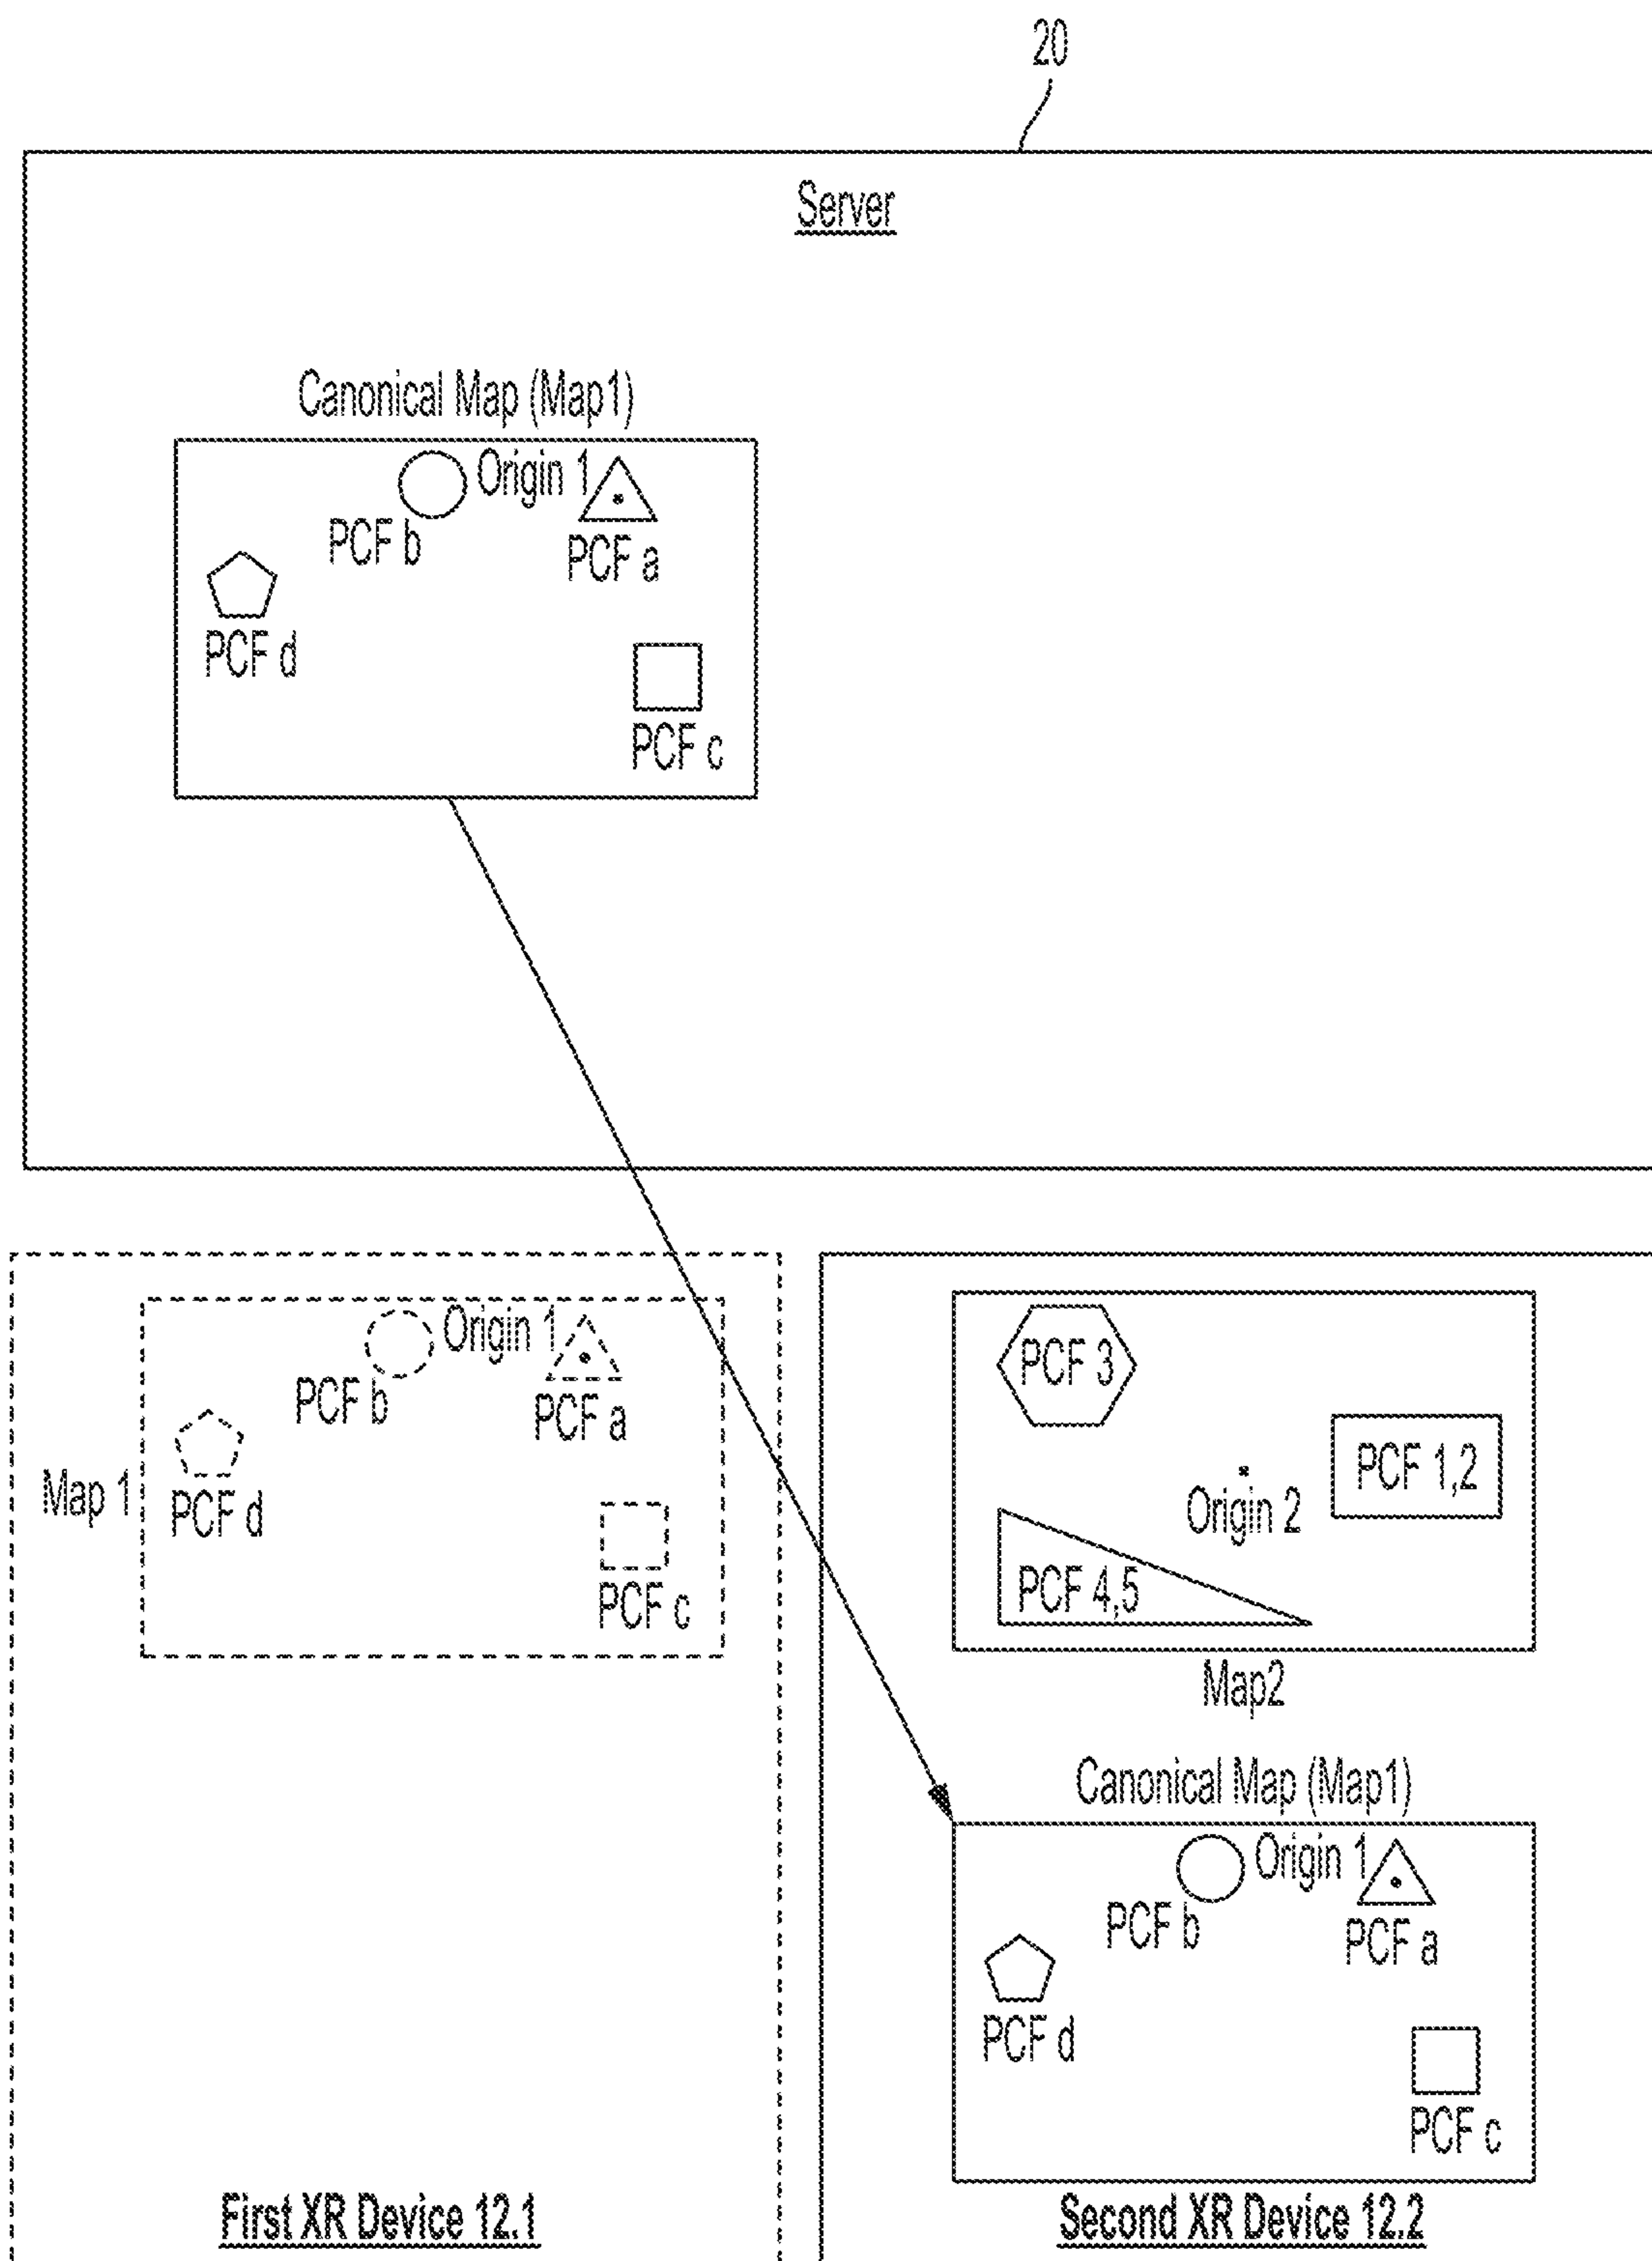 20
Server
Canonical Map (Map1)
Origin 1
PCF b
PCF a
PCF d
PCF c
Origin 1
PCF b
PCF a
Map 1
PCF d
PCF c
First XR Device 12.1
PCF 3
PCF 1,2
Origin 2
PCF 4,5
Map2
Canonical Map (Map1)
Origin 1
PCF b
PCF a
PCF d
PCF c
Second XR Device 12.2